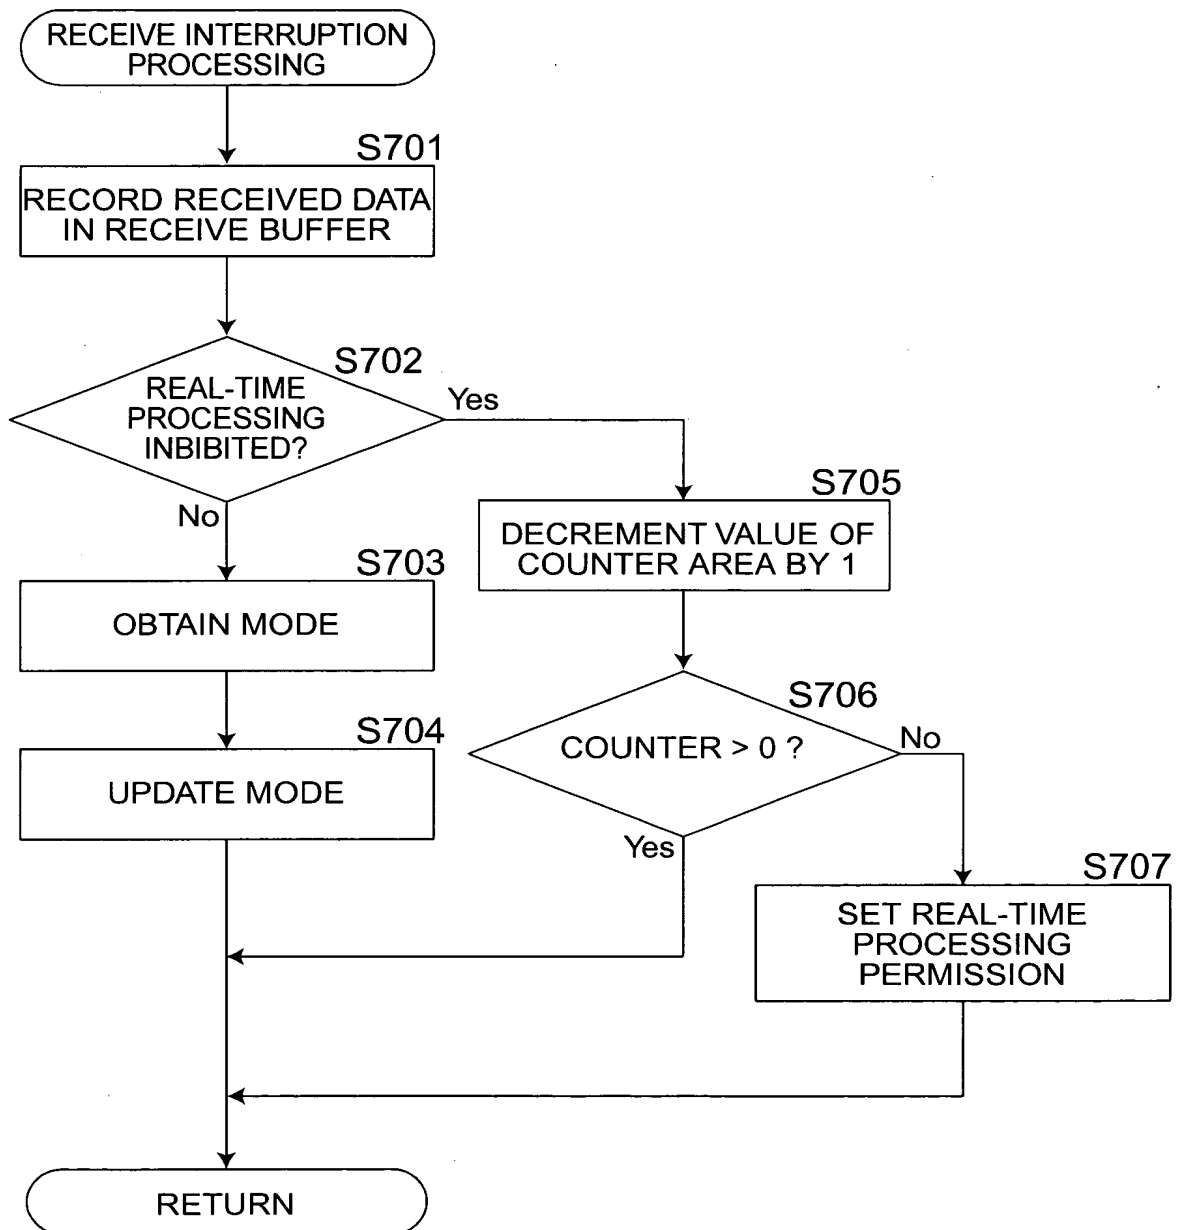 RECEIVE INTERRUPTION
PROCESSING
S701
RECORD RECEIVED DATA
IN RECEIVE BUFFER
S702
REAL-TIME
PROCESSING
INBIBITED?
Yes
No
S703
OBTAIN MODE
S704
UPDATE MODE
S705
DECREMENT VALUE OF
COUNTER AREA BY 1
S706
COUNTER > 0 ?
No
Yes
S707
SET REAL-TIME
PROCESSING
PERMISSION
RETURN